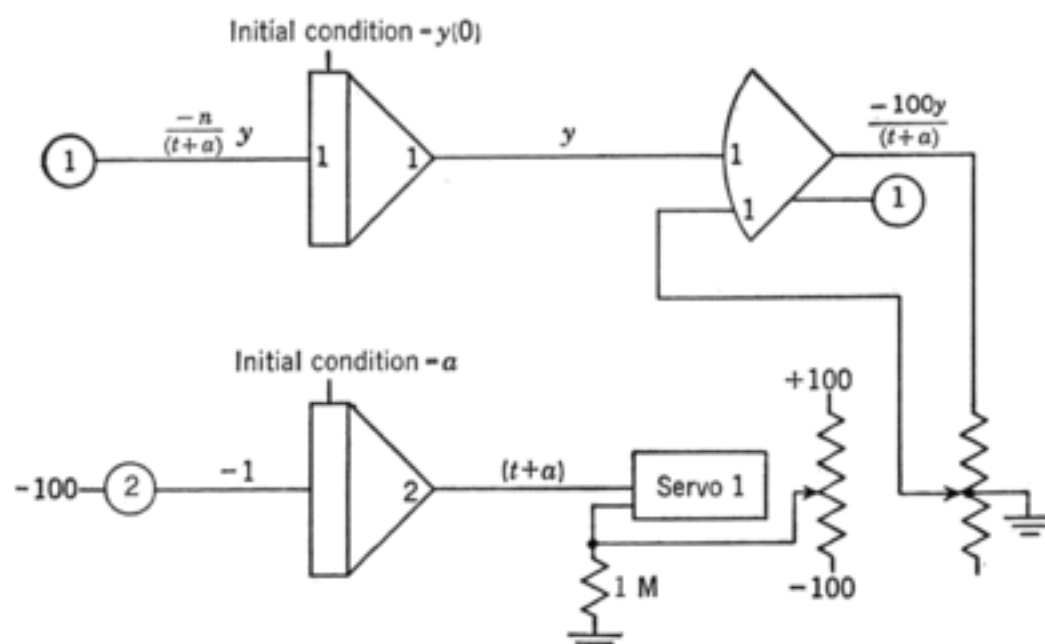 Initial condition - y(0)
1
-n
(t+a)
y
1
1
y
1
1
-100y
(t+a)
1
Initial condition - a
+100
-100
2
-1
2
(t+a)
Servo 1
1 M
-100